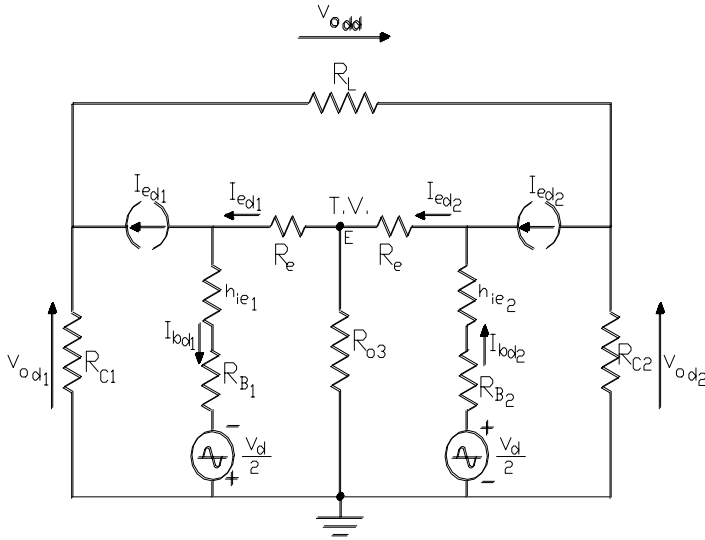 Vodd
RL
Ied1
Ied1
T.V.
Ied2
Ied2
E
Re
Re
hie1
hie2
Ibd1
Ibd2
Vod1
RC1
RB1
Ro3
RB2
RC2
Vod2
−
Vd/2
+
+
Vd/2
−